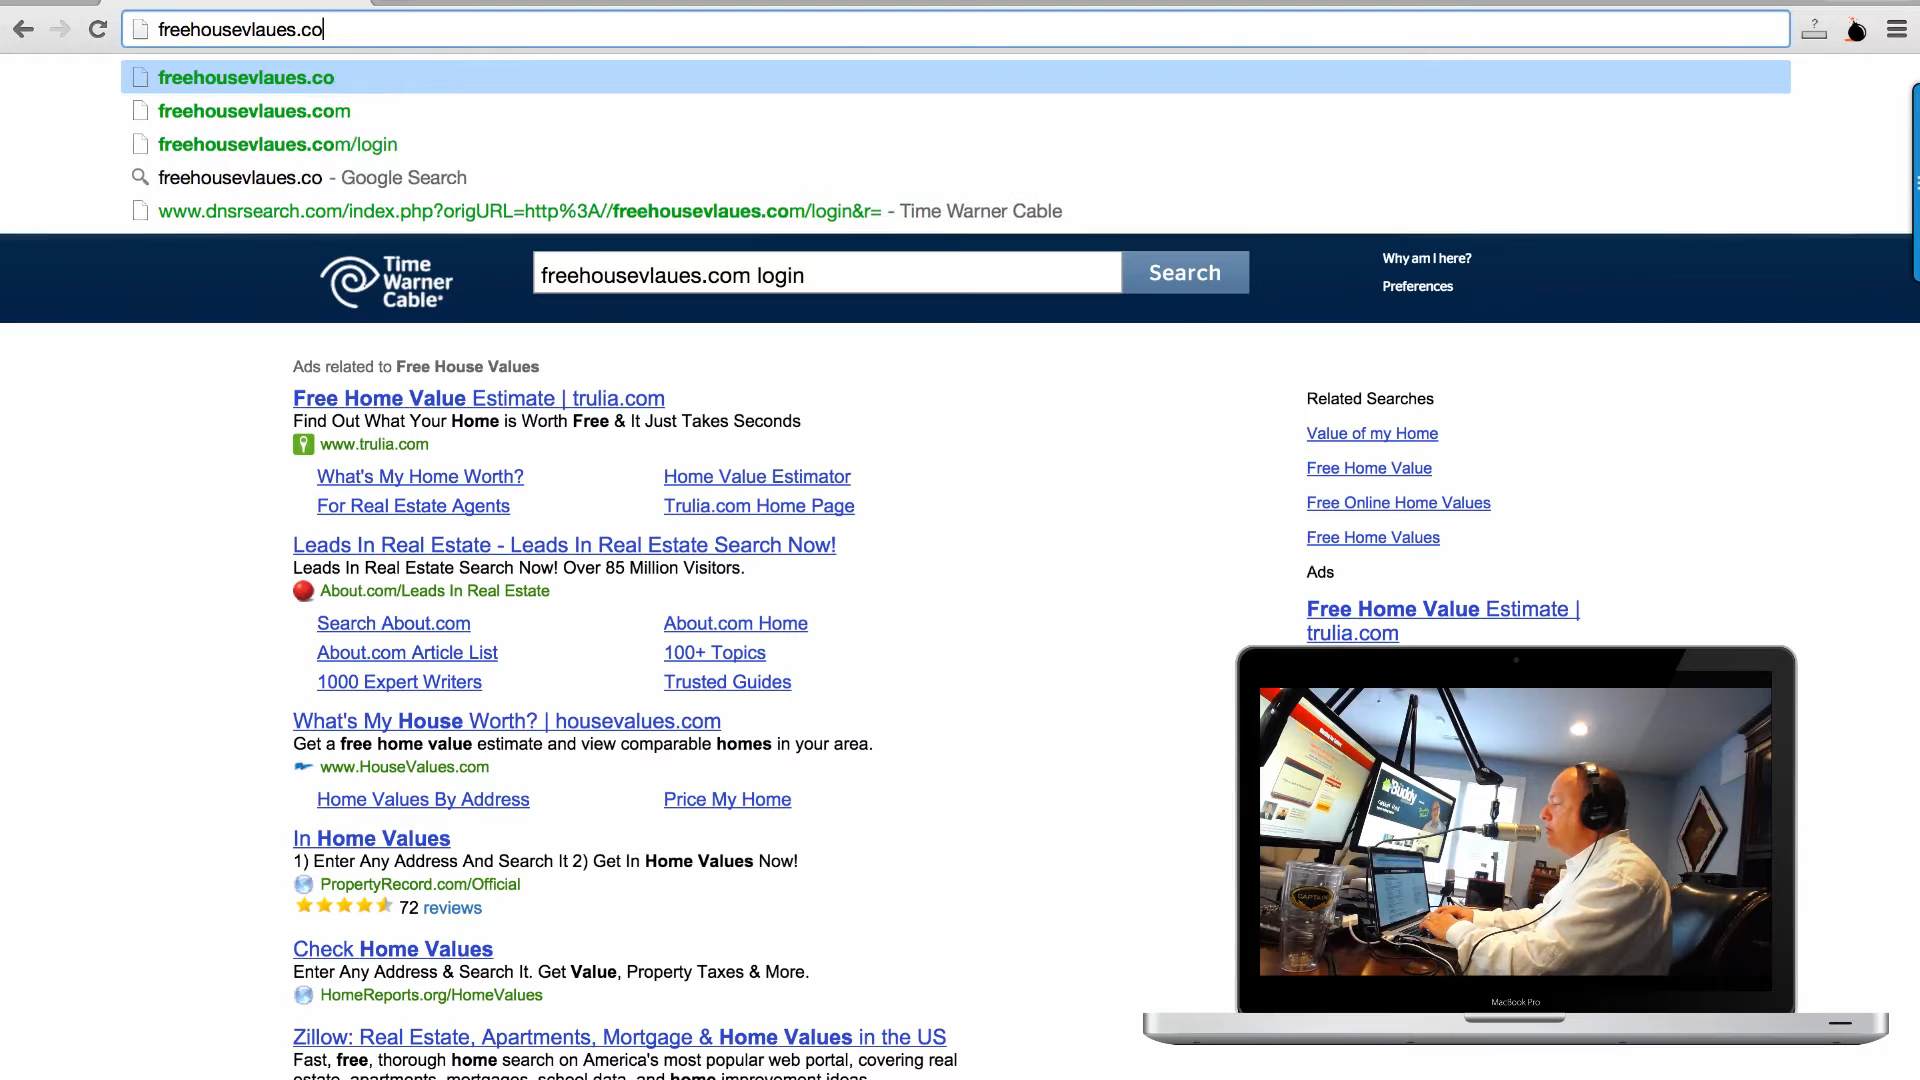 freehousevlaues.co
freehousevlaues.co
freehousevlaues.com
freehousevlaues.com/login
freehousevlaues.co - Google Search
www.dnsrsearch.com/index.php?origURL=http%3A//freehousevlaues.com/login&r= - Time Warner Cable
Time
Warner
Cable
freehousevlaues.com login
Search
Why am I here?
Preferences
Ads related to Free House Values
Free Home Value Estimate | trulia.com
Find Out What Your Home is Worth Free & It Just Takes Seconds
www.trulia.com
What's My Home Worth?
Home Value Estimator
For Real Estate Agents
Trulia.com Home Page
Leads In Real Estate - Leads In Real Estate Search Now!
Leads In Real Estate Search Now! Over 85 Million Visitors.
About.com/Leads In Real Estate
Search About.com
About.com Home
About.com Article List
100+ Topics
1000 Expert Writers
Trusted Guides
What's My House Worth? | housevalues.com
Get a free home value estimate and view comparable homes in your area.
www.HouseValues.com
Home Values By Address
Price My Home
In Home Values
1) Enter Any Address And Search It 2) Get In Home Values Now!
PropertyRecord.com/Official
72 reviews
Check Home Values
Enter Any Address & Search It. Get Value, Property Taxes & More.
HomeReports.org/HomeValues
Zillow: Real Estate, Apartments, Mortgage & Home Values in the US
Fast, free, thorough home search on America's most popular web portal, covering real
estate, apartments, mortgages, school data, and home improvement ideas
Related Searches
Value of my Home
Free Home Value
Free Online Home Values
Free Home Values
Ads
Free Home Value Estimate |
trulia.com
Buddy
CAPTAIN
MacBook Pro